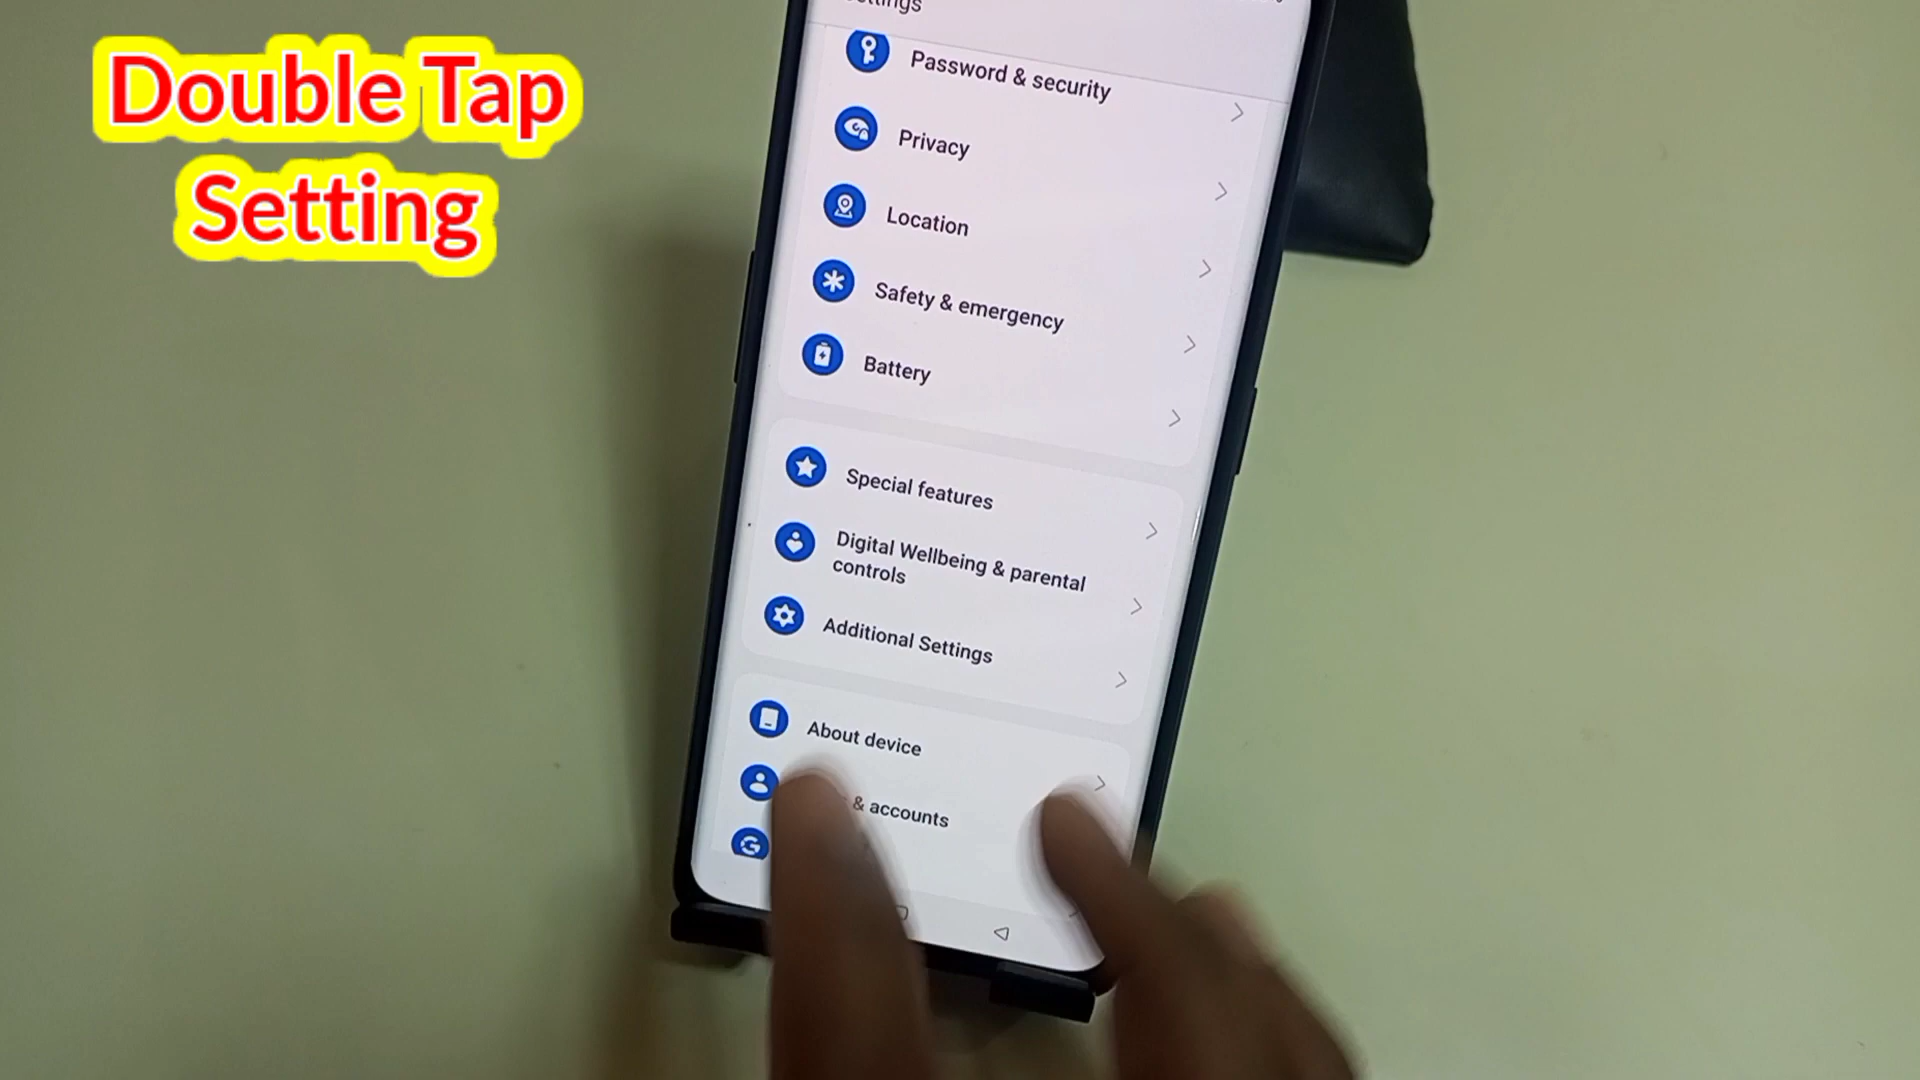 Double Tap
Setting
Password & security
Privacy
Location
Safety & emergency
Battery
Special features
Digital Wellbeing & parental
controls
Additional Settings
About device
& accounts